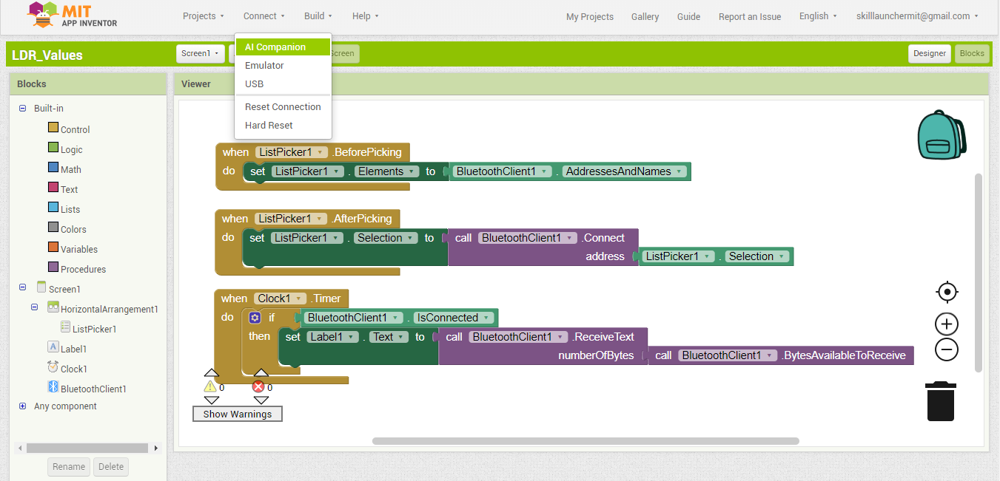 MIT
APP INVENTOR
Projects Connect Build Help My Projects Gallery Guide Report an Issue English skilllaunchermit@gmail.com
LDR_Values Screen1 Screen Designer Blocks
AI Companion
Emulator
USB
Reset Connection
Hard Reset
Blocks
Built-in
Control
Logic
Math
Text
Lists
Colors
Variables
Procedures
Screen1
HorizontalArrangement1
ListPicker1
Label1
Clock1
BluetoothClient1
Any component
Rename Delete
Viewer
when ListPicker1 .BeforePicking
do set ListPicker1 . Elements to BluetoothClient1 . AddressesAndNames
when ListPicker1 .AfterPicking
do set ListPicker1 . Selection to call BluetoothClient1 .Connect
address ListPicker1 . Selection
when Clock1 .Timer
do if BluetoothClient1 . IsConnected
then set Label1 . Text to call BluetoothClient1 .ReceiveText
numberOfBytes call BluetoothClient1 .BytesAvailableToReceive
0 0
Show Warnings